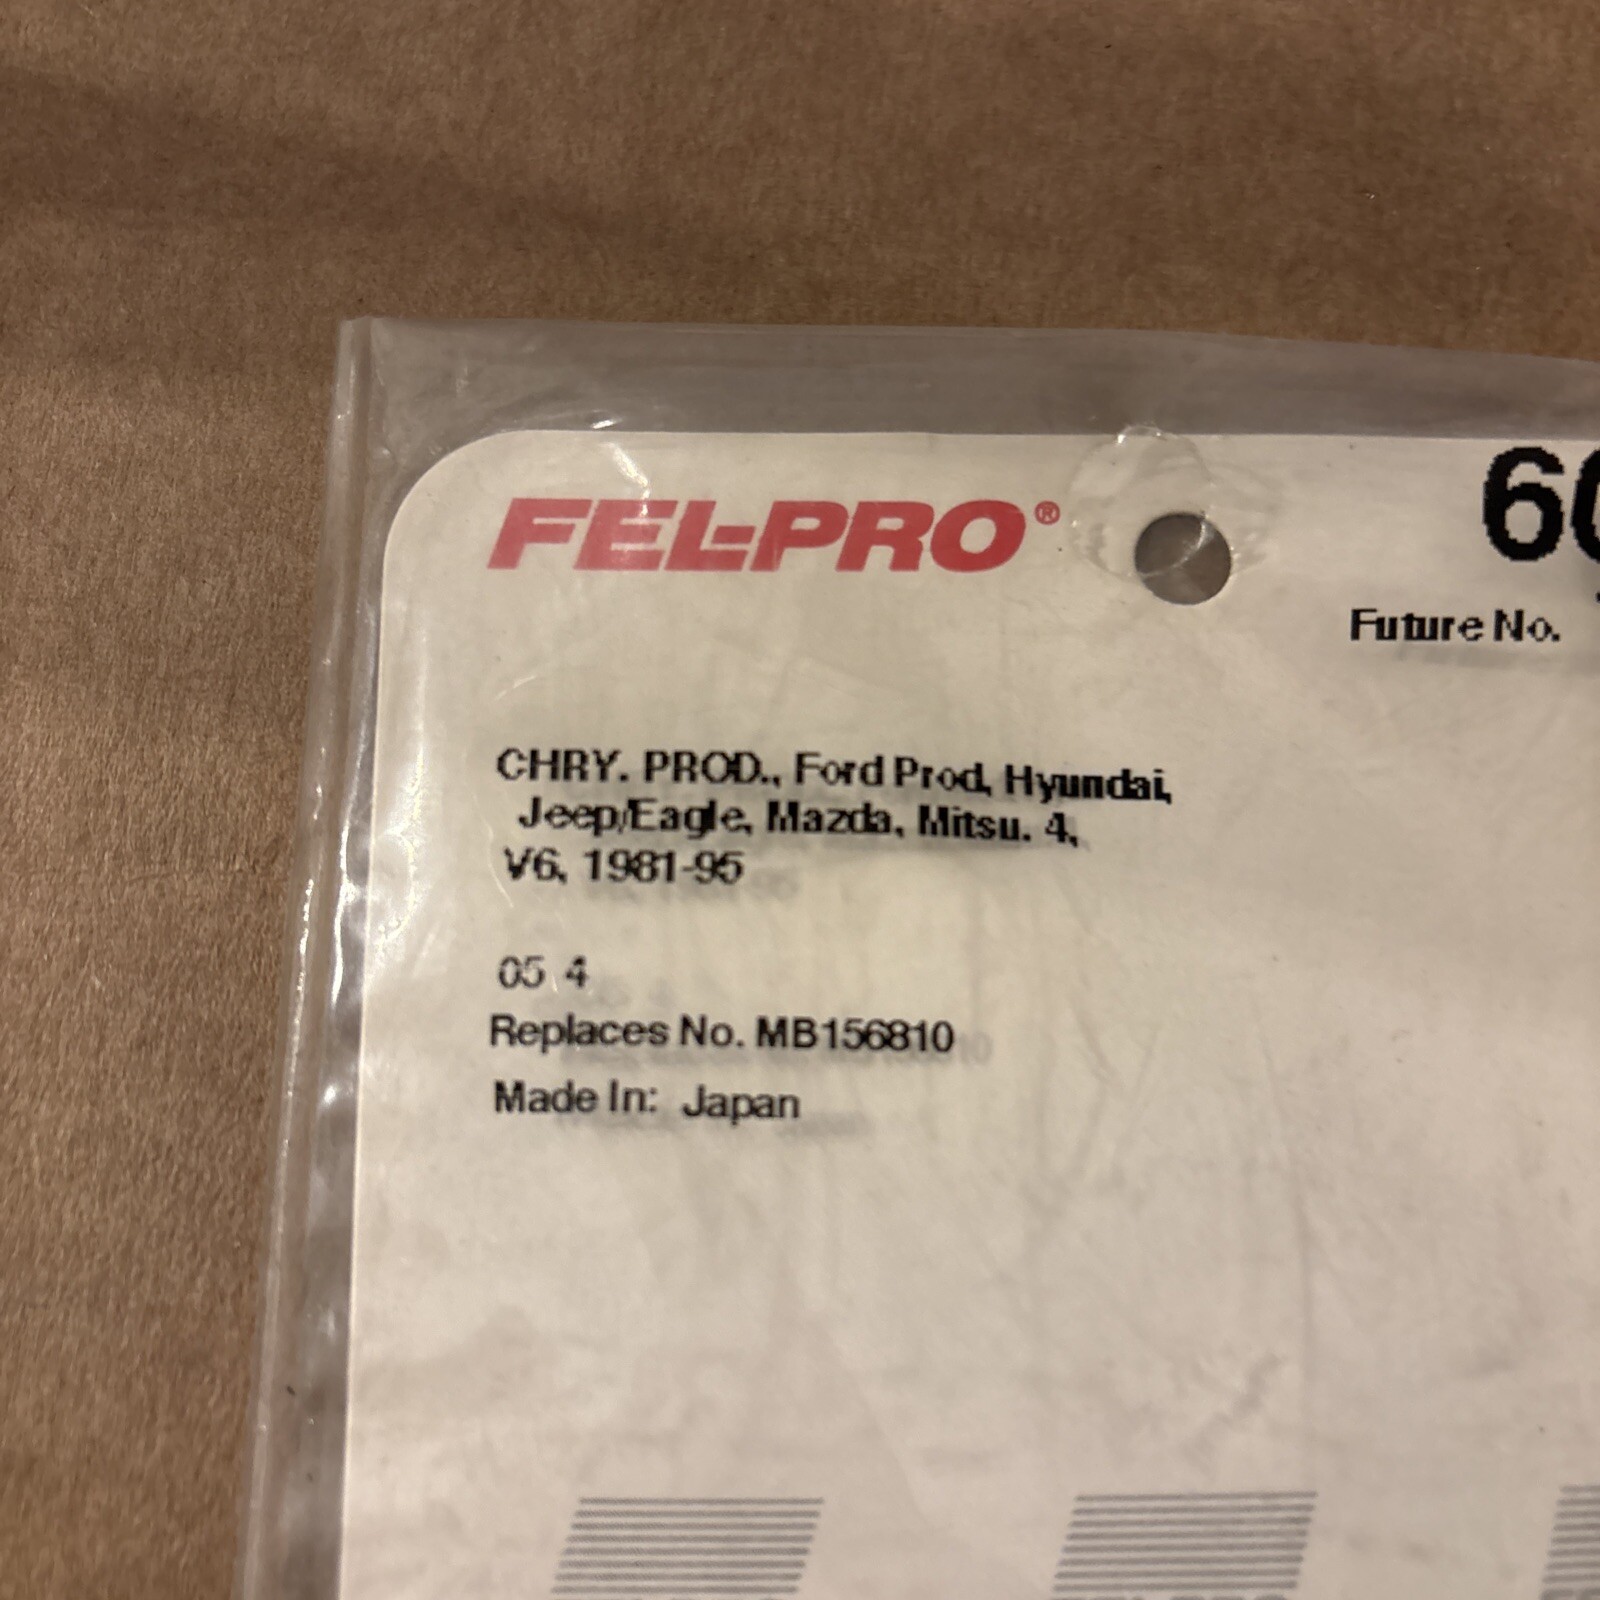 FEL-PRO®
Future No.
CHRY. PROD., Ford Prod, Hyundai,
Jeep/Eagle, Mazda, Mitsu. 4,
V6, 1981-95
05 4
Replaces No. MB156810
Made In: Japan